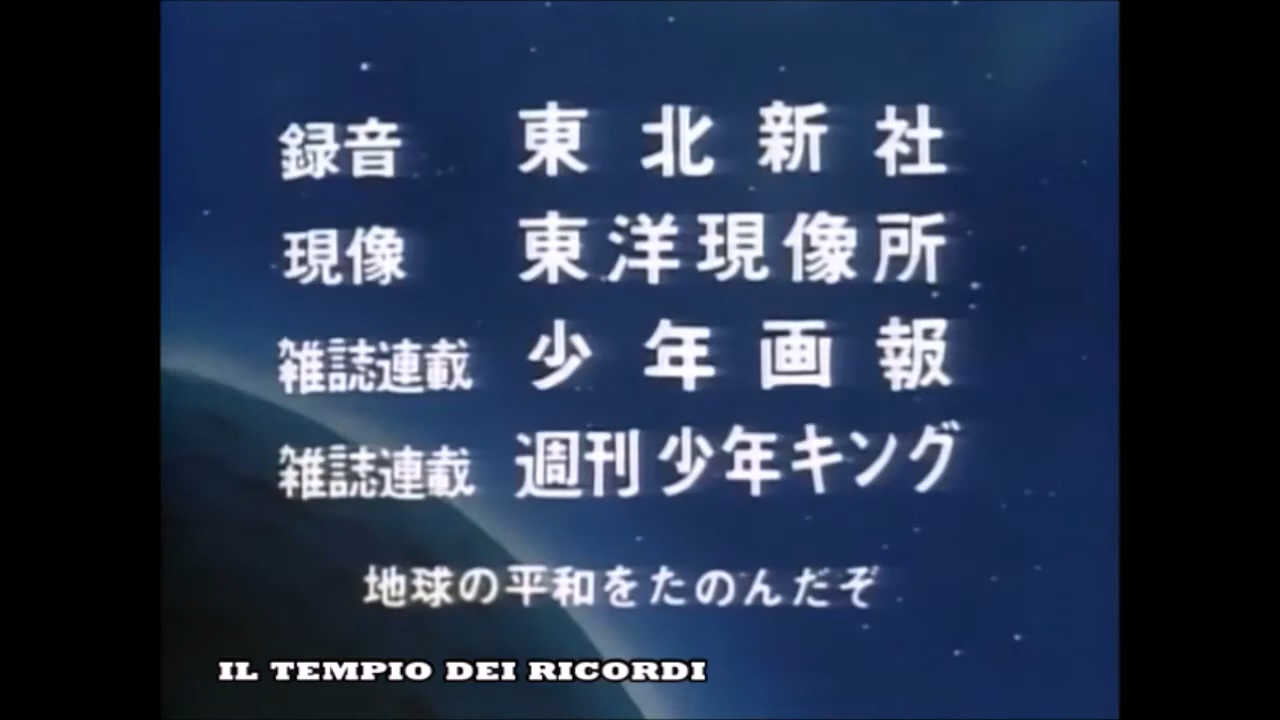 録音 東北新社
現像 東洋現像所
雑誌連載 少年画報
雑誌連載 週刊少年キング
地球の平和をたのんだぞ
IL TEMPIO DEI RICORDI